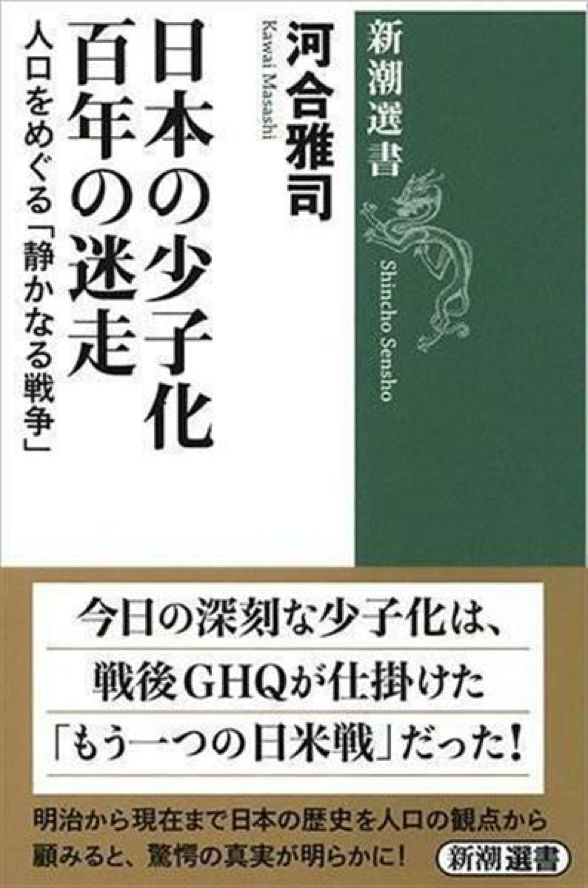 新潮選書
Shincho Sensho
河合雅司
Kawai Masashi
日本の少子化
百年の迷走
人口をめぐる「静かなる戦争」
今日の深刻な少子化は、
戦後GHQが仕掛けた
「もう一つの日米戦」だった!
明治から現在まで日本の歴史を人口の観点から
顧みると、驚愕の真実が明らかに!
新潮選書